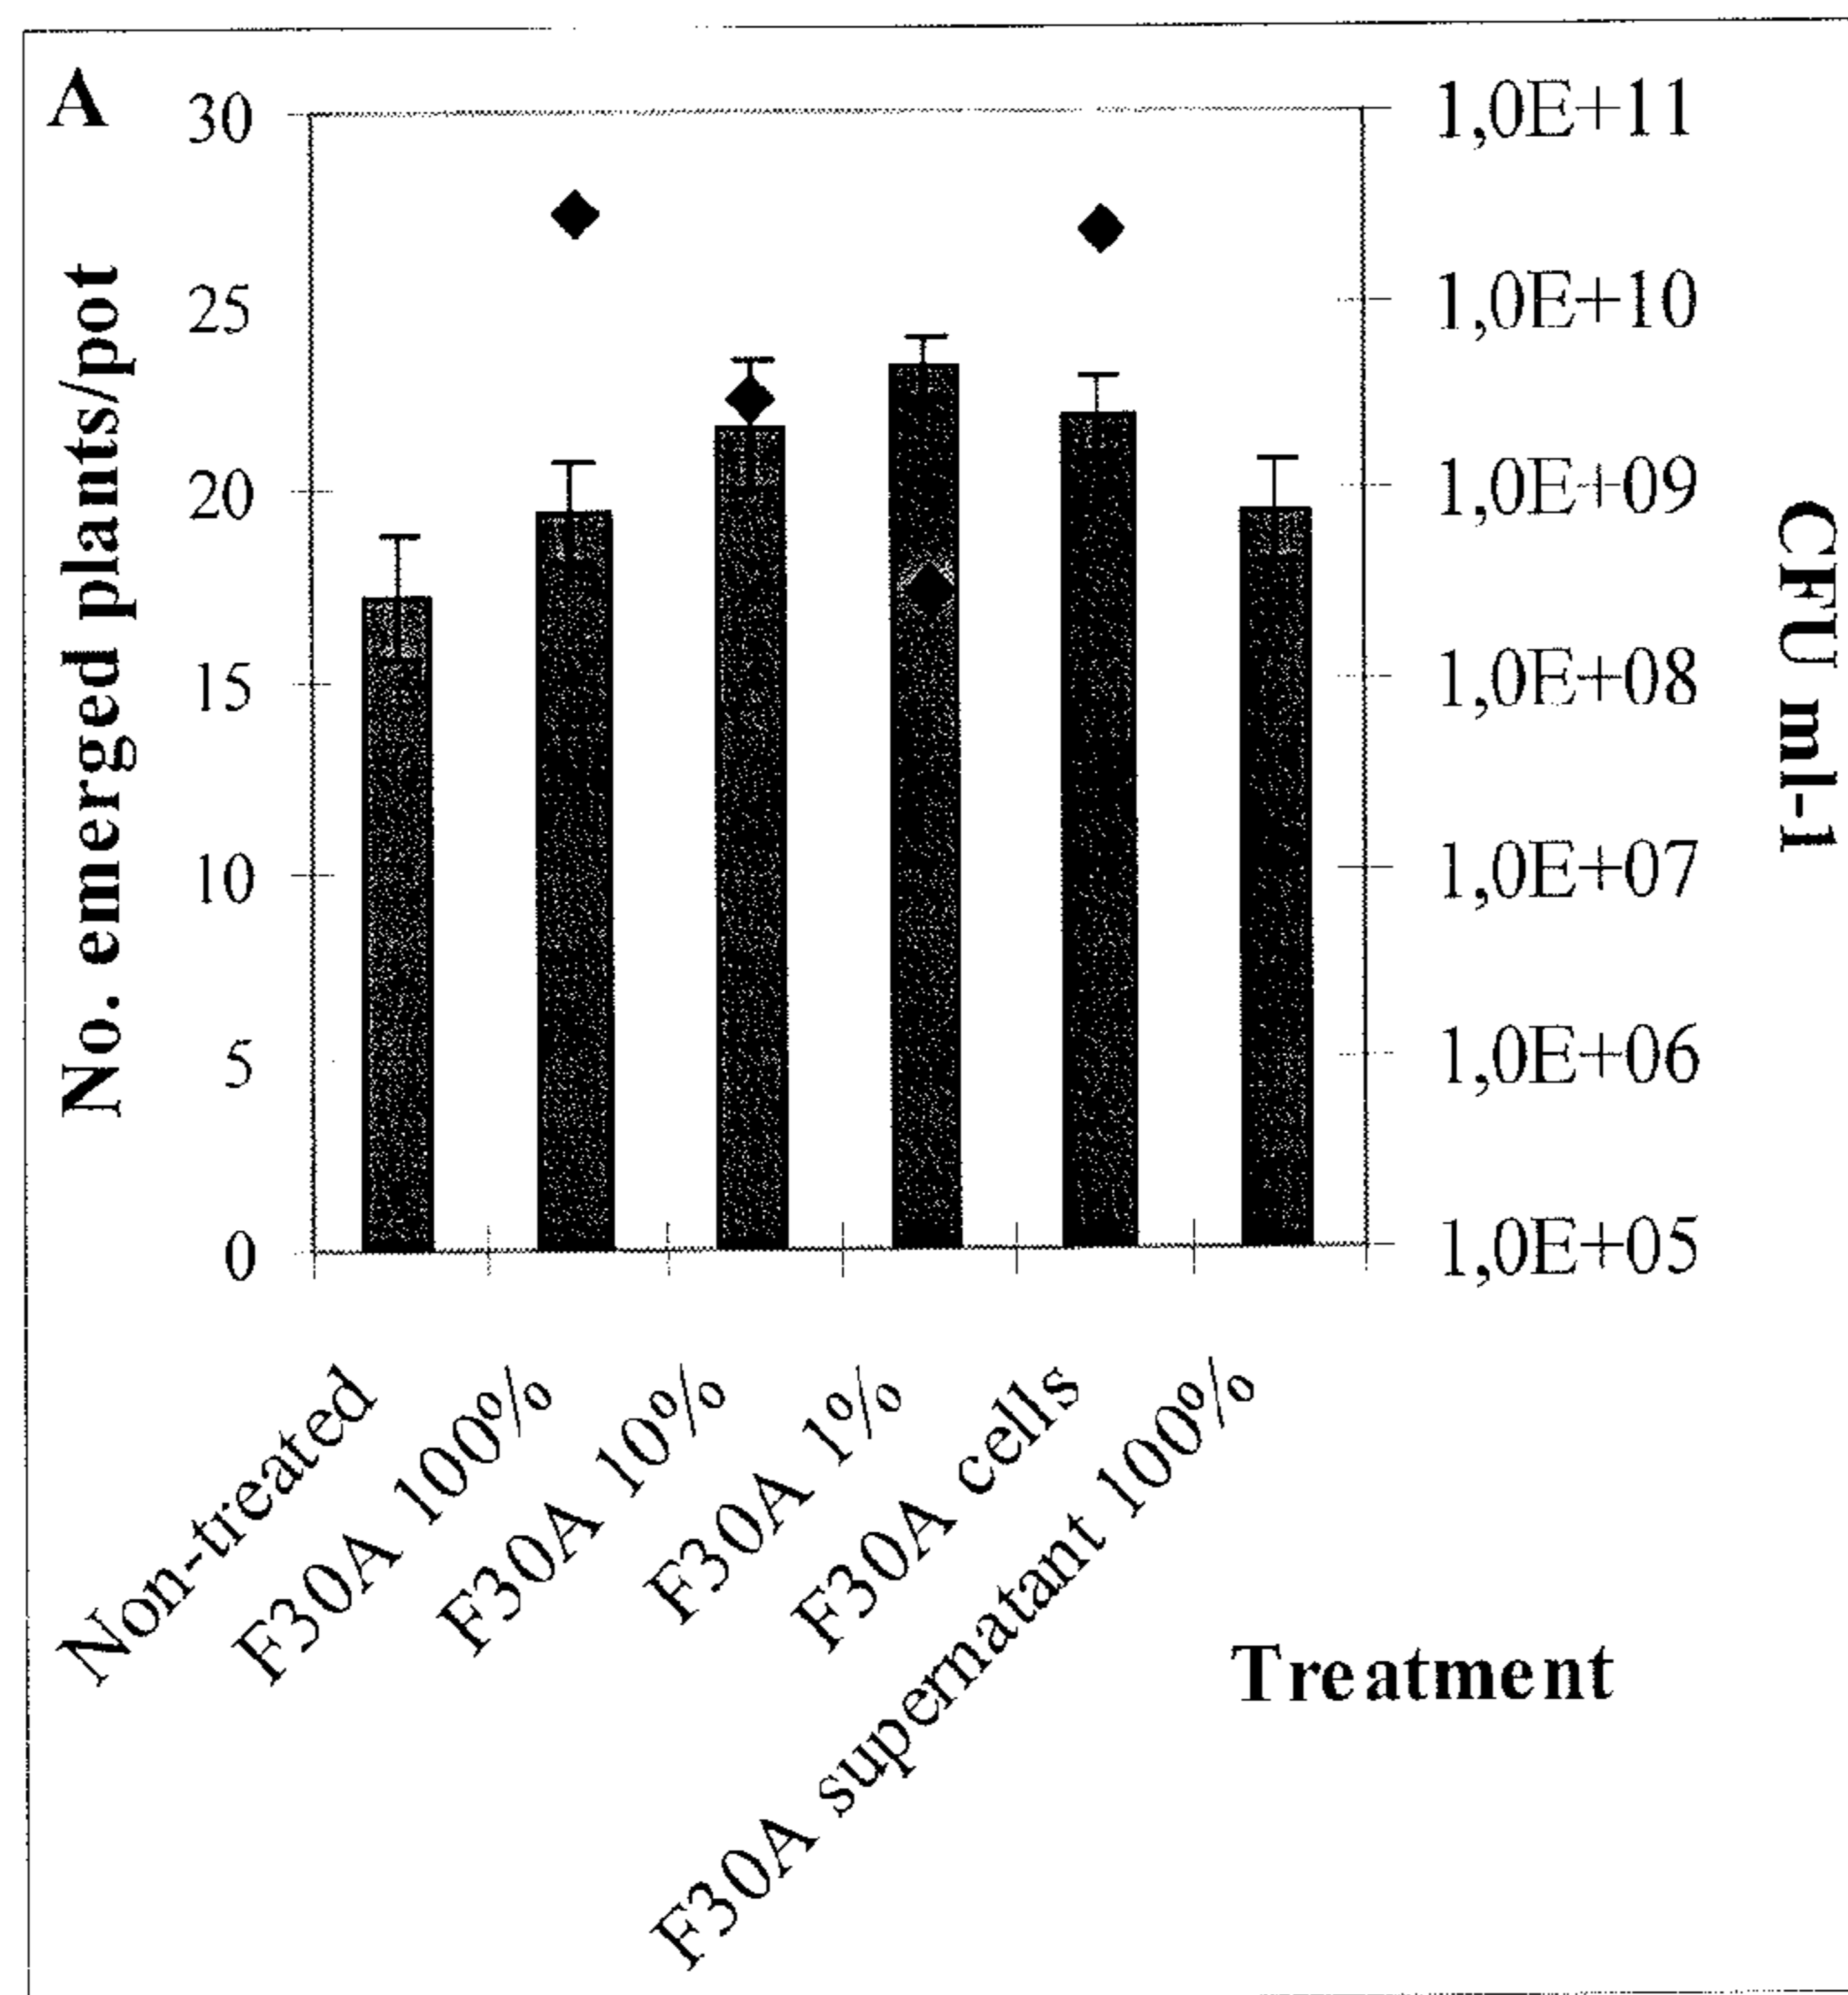 A
No. emerged plants/pot
30
25
20
15
10
5
0
1,0E+11
1,0E+10
1,0E+09
1,0E+08
1,0E+07
1,0E+06
1,0E+05
CFU ml-1
Non-treated
F30A 100%
F30A 10%
F30A 1%
F30A cells
F30A supernatant 100%
Treatment